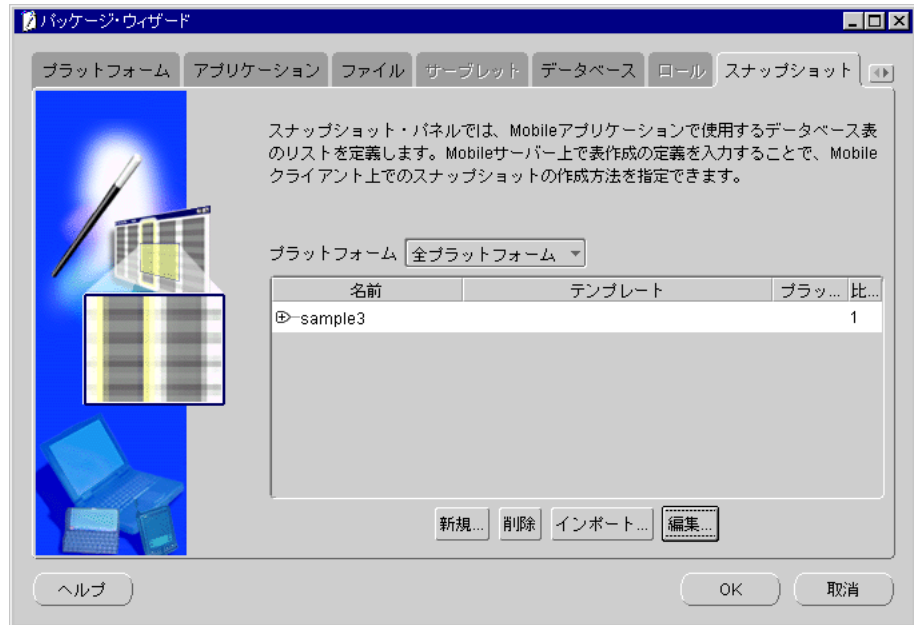 パッケージ・ウィザード
プラットフォーム アプリケーション ファイル サーブレット データベース ロール スナップショット
スナップショット・パネルでは、Mobileアプリケーションで使用するデータベース表
のリストを定義します。Mobileサーバー上で表作成の定義を入力することで、Mobile
クライアント上でのスナップショットの作成方法を指定できます。
プラットフォーム 全プラットフォーム
名前 テンプレート プラッ... 比...
sample3 1
新規... 削除 インポート... 編集...
ヘルプ OK 取消